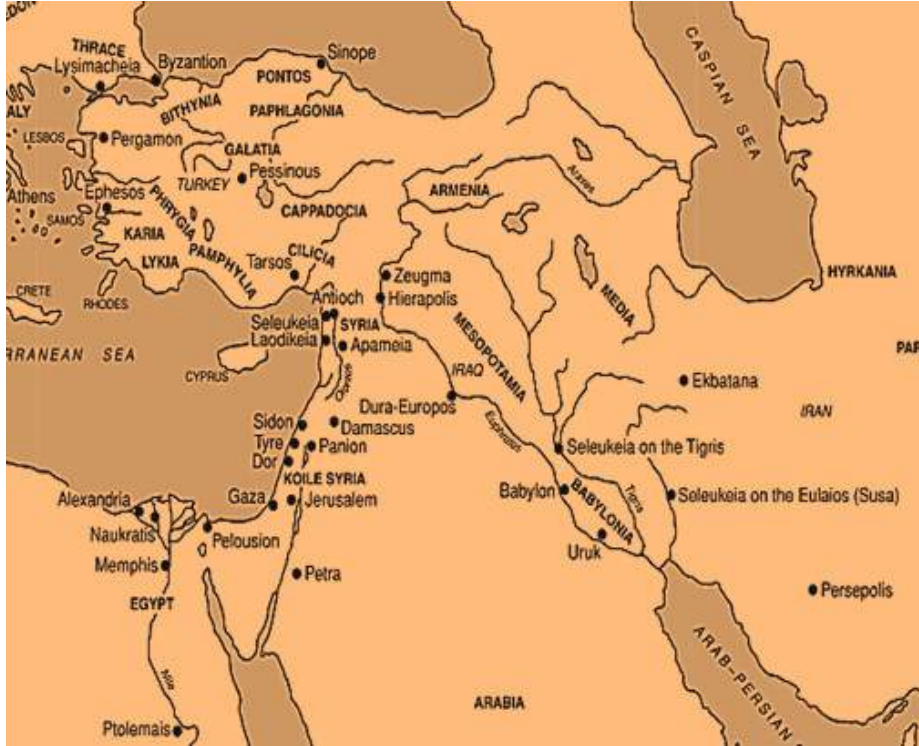 THRACE
Lysimacheia
Byzantion
Sinope
PONTOS
BITHYNIA
PAPHLAGONIA
CASPIAN SEA
ALY
LESBOS
Pergamon
GALATIA
TURKEY
Pessinous
ARMENIA
Araxes
Athens
Ephesos
SAMOS
PHRYGIA
CAPPADOCIA
KARIA
LYKIA
PAMPHYLIA
CILICIA
Tarsos
Zeugma
HYRKANIA
CRETE
RHODES
Antioch
Hierapolis
MEDIA
Seleukeia
SYRIA
Laodikeia
Apameia
MESOPOTAMIA
RRANEAN SEA
CYPRUS
IRAQ
PAR
Ekbatana
Dura-Europos
IRAN
Sidon
Damascus
Euphrates
Tyre
Panion
Seleukeia on the Tigris
Dor
KOILE SYRIA
Alexandria
Gaza
Jerusalem
Babylon
BABYLONIA
Tigris
Seleukeia on the Eulaios (Susa)
Naukratis
Pelousion
Uruk
Memphis
Petra
Persepolis
EGYPT
Nile
ARABIA
ARAB-PERSIAN
Ptolemais